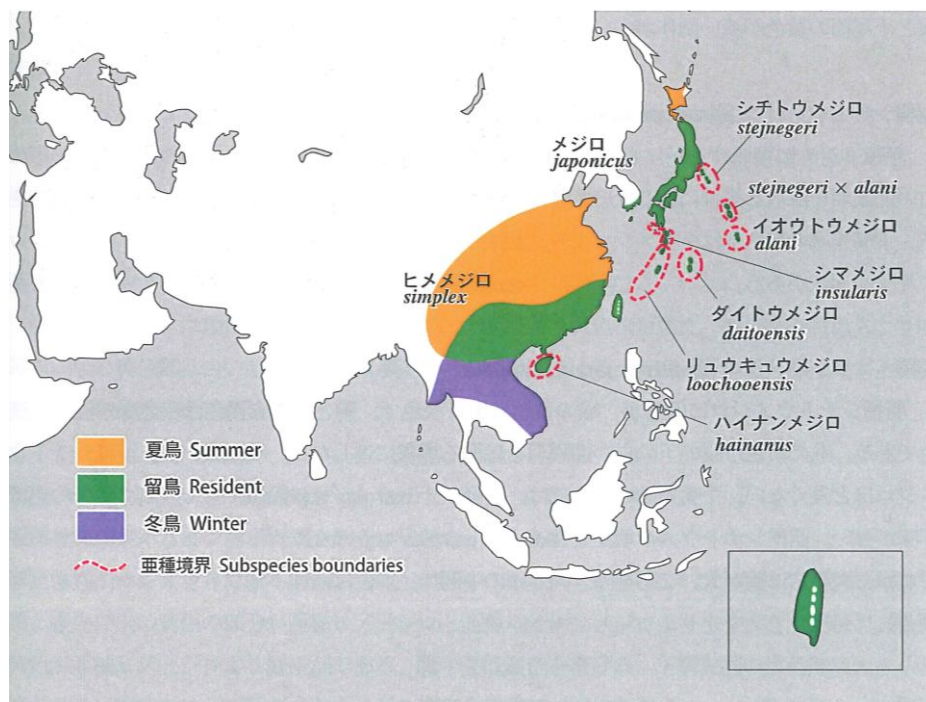 シチトウメジロ
stejnegeri
メジロ
japonicus
stejnegeri × alani
イオウトウメジロ
alani
ヒメメジロ
simplex
シマメジロ
insularis
ダイトウメジロ
daitoensis
リュウキュウメジロ
loochooensis
ハイナンメジロ
hainanus
夏鳥 Summer
留鳥 Resident
冬鳥 Winter
亜種境界 Subspecies boundaries